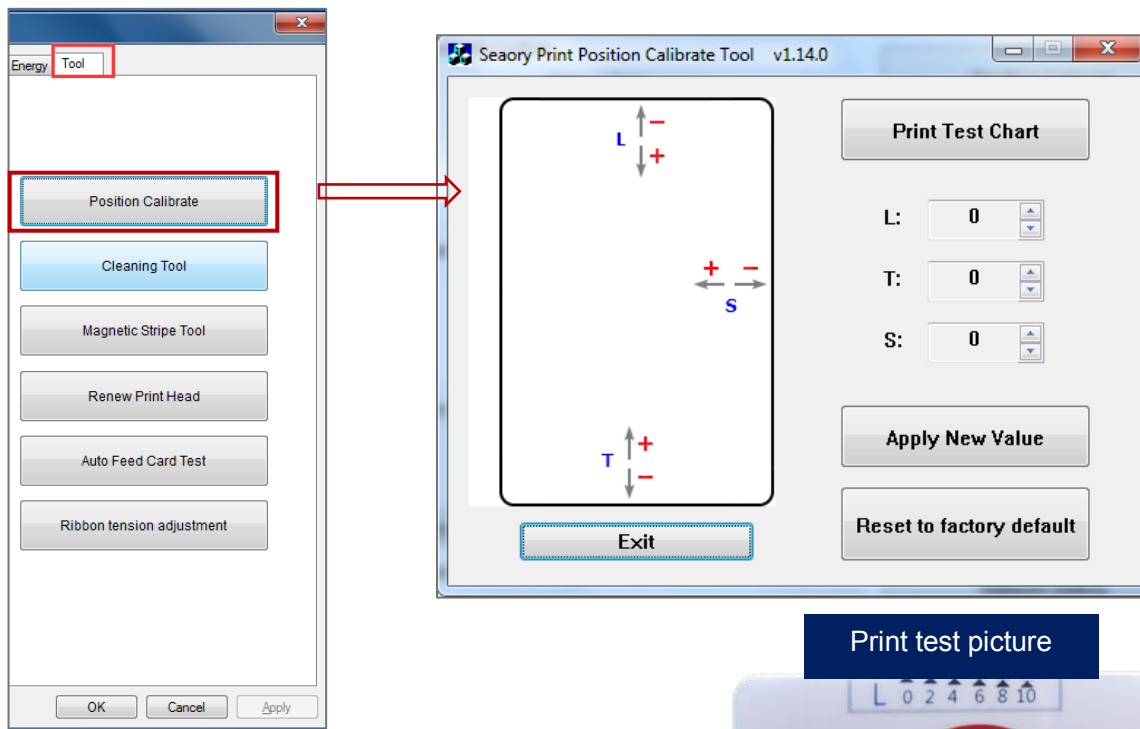 Energy Tool
Position Calibrate
Cleaning Tool
Magnetic Stripe Tool
Renew Print Head
Auto Feed Card Test
Ribbon tension adjustment
OK Cancel Apply
Seaory Print Position Calibrate Tool v1.14.0
L
−
+
+ −
S
T
+
−
Exit
Print Test Chart
L: 0
T: 0
S: 0
Apply New Value
Reset to factory default
Print test picture
L 0 2 4 6 8 10